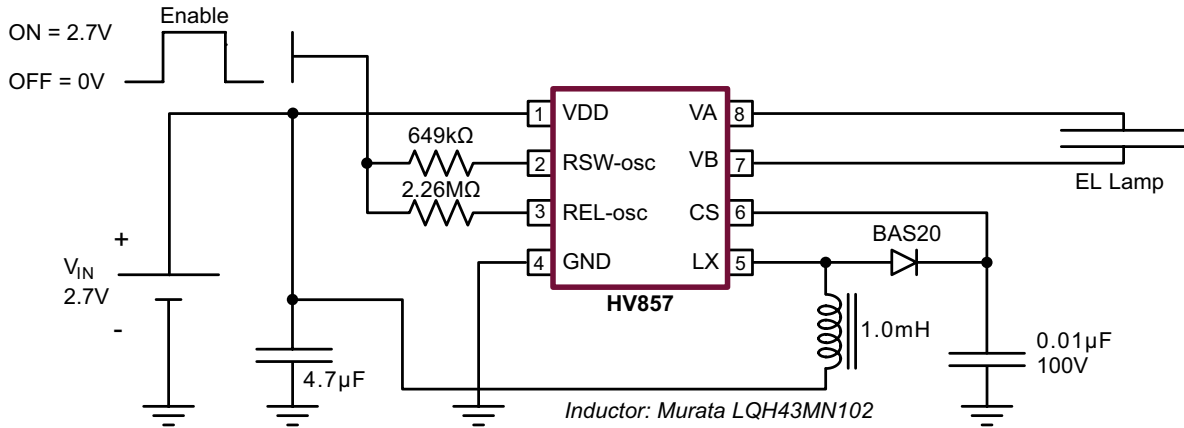 Enable
ON = 2.7V
OFF = 0V
1 VDD VA 8
649kΩ
2 RSW-osc VB 7
2.26MΩ
3 REL-osc CS 6
EL Lamp
BAS20
4 GND LX 5
HV857
+
VIN
2.7V
-
1.0mH
0.01µF
100V
4.7µF
Inductor: Murata LQH43MN102